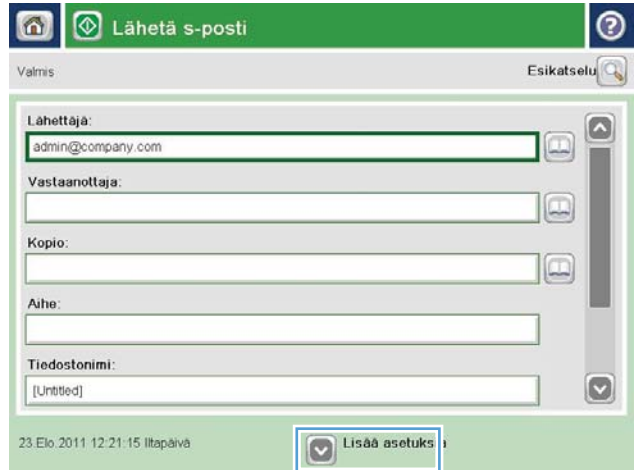 Lähetä s-posti
?
Valmis
Esikatselu
Lähettäjä:
admin@company.com
Vastaanottaja:
Kopio:
Aihe:
Tiedostonimi:
[Untitled]
23.Elo.2011 12:21:15 Iltapäivä
Lisää asetuksia